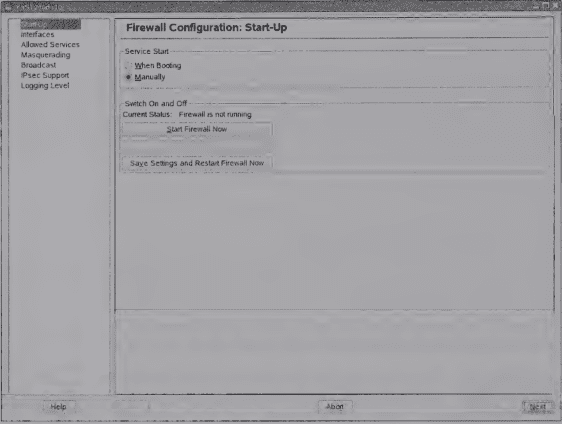 Start-Up
Interfaces
Allowed Services
Masquerading
Broadcast
IPsec Support
Logging Level
Firewall Configuration: Start-Up
Service Start
When Booting
Manually
Switch On and Off
Current Status: Firewall is not running
Start Firewall Now
Save Settings and Restart Firewall Now
Help
Abort
Next